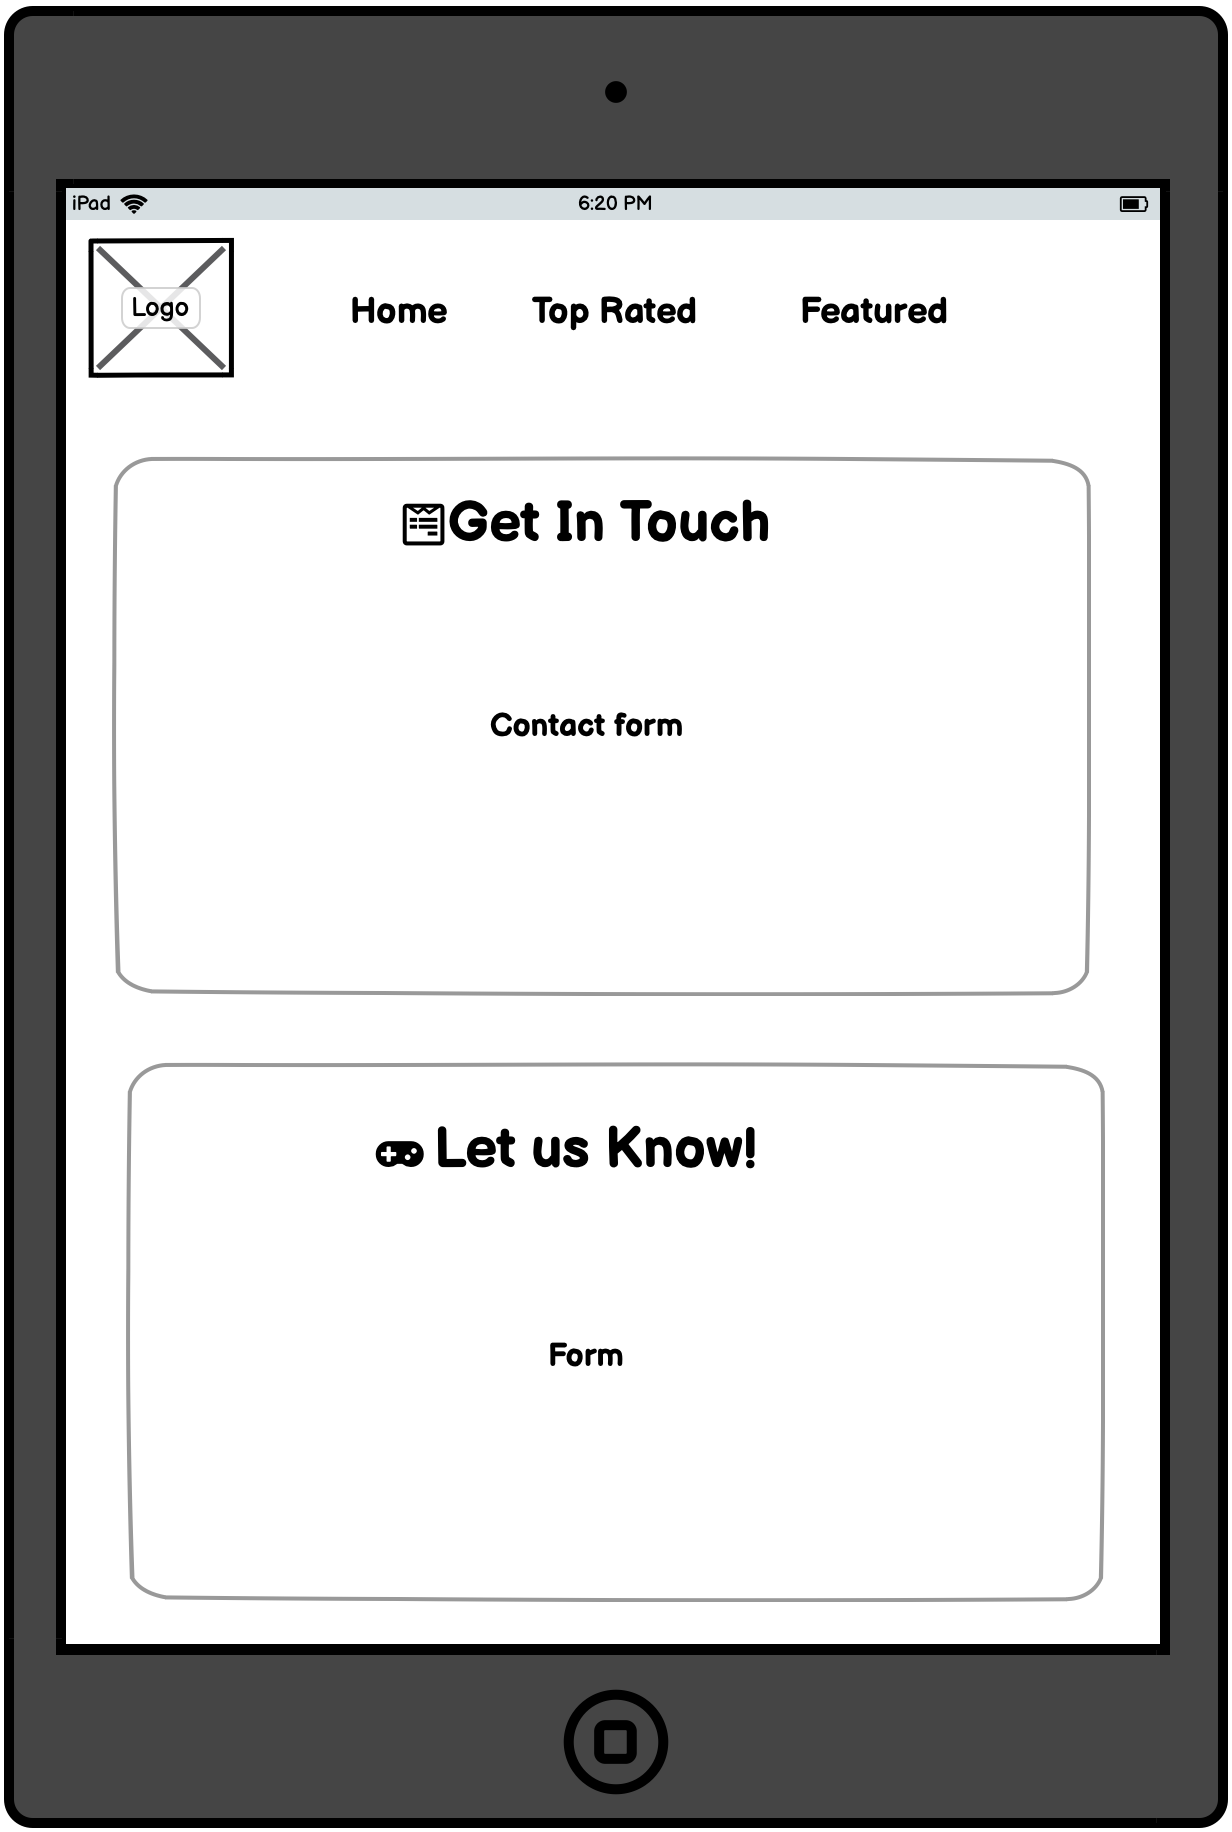 iPad
6:20 PM
Logo
Home
Top Rated
Featured
Get In Touch
Contact form
Let us Know!
Form